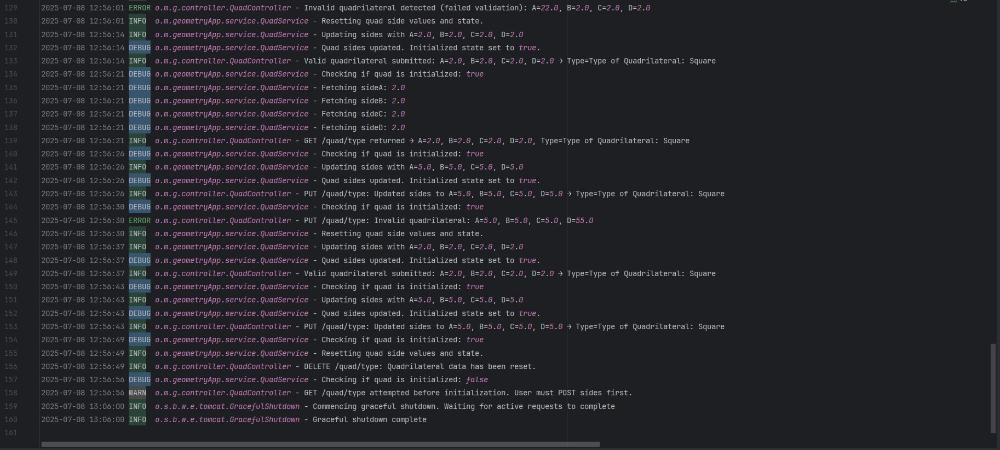 129 2025-07-08 12:56:01 ERROR o.m.g.controller.QuadController - Invalid quadrilateral detected (failed validation): A=22.0, B=2.0, C=2.0, D=2.0
130 2025-07-08 12:56:01 INFO o.m.geometryApp.service.QuadService - Resetting quad side values and state.
131 2025-07-08 12:56:14 INFO o.m.geometryApp.service.QuadService - Updating sides with A=2.0, B=2.0, C=2.0, D=2.0
132 2025-07-08 12:56:14 DEBUG o.m.geometryApp.service.QuadService - Quad sides updated. Initialized state set to true.
133 2025-07-08 12:56:14 INFO o.m.g.controller.QuadController - Valid quadrilateral submitted: A=2.0, B=2.0, C=2.0, D=2.0 → Type=Type of Quadrilateral: Square
134 2025-07-08 12:56:21 DEBUG o.m.geometryApp.service.QuadService - Checking if quad is initialized: true
135 2025-07-08 12:56:21 DEBUG o.m.geometryApp.service.QuadService - Fetching sideA: 2.0
136 2025-07-08 12:56:21 DEBUG o.m.geometryApp.service.QuadService - Fetching sideB: 2.0
137 2025-07-08 12:56:21 DEBUG o.m.geometryApp.service.QuadService - Fetching sideC: 2.0
138 2025-07-08 12:56:21 DEBUG o.m.geometryApp.service.QuadService - Fetching sideD: 2.0
139 2025-07-08 12:56:21 INFO o.m.g.controller.QuadController - GET /quad/type returned → A=2.0, B=2.0, C=2.0, D=2.0, Type=Type of Quadrilateral: Square
140 2025-07-08 12:56:26 DEBUG o.m.geometryApp.service.QuadService - Checking if quad is initialized: true
141 2025-07-08 12:56:26 INFO o.m.geometryApp.service.QuadService - Updating sides with A=5.0, B=5.0, C=5.0, D=5.0
142 2025-07-08 12:56:26 DEBUG o.m.geometryApp.service.QuadService - Quad sides updated. Initialized state set to true.
143 2025-07-08 12:56:26 INFO o.m.g.controller.QuadController - PUT /quad/type: Updated sides to A=5.0, B=5.0, C=5.0, D=5.0 → Type=Type of Quadrilateral: Square
144 2025-07-08 12:56:30 DEBUG o.m.geometryApp.service.QuadService - Checking if quad is initialized: true
145 2025-07-08 12:56:30 ERROR o.m.g.controller.QuadController - PUT /quad/type: Invalid quadrilateral: A=5.0, B=5.0, C=5.0, D=55.0
146 2025-07-08 12:56:30 INFO o.m.geometryApp.service.QuadService - Resetting quad side values and state.
147 2025-07-08 12:56:37 INFO o.m.geometryApp.service.QuadService - Updating sides with A=2.0, B=2.0, C=2.0, D=2.0
148 2025-07-08 12:56:37 DEBUG o.m.geometryApp.service.QuadService - Quad sides updated. Initialized state set to true.
149 2025-07-08 12:56:37 INFO o.m.g.controller.QuadController - Valid quadrilateral submitted: A=2.0, B=2.0, C=2.0, D=2.0 → Type=Type of Quadrilateral: Square
150 2025-07-08 12:56:43 DEBUG o.m.geometryApp.service.QuadService - Checking if quad is initialized: true
151 2025-07-08 12:56:43 INFO o.m.geometryApp.service.QuadService - Updating sides with A=5.0, B=5.0, C=5.0, D=5.0
152 2025-07-08 12:56:43 DEBUG o.m.geometryApp.service.QuadService - Quad sides updated. Initialized state set to true.
153 2025-07-08 12:56:43 INFO o.m.g.controller.QuadController - PUT /quad/type: Updated sides to A=5.0, B=5.0, C=5.0, D=5.0 → Type=Type of Quadrilateral: Square
154 2025-07-08 12:56:49 DEBUG o.m.geometryApp.service.QuadService - Checking if quad is initialized: true
155 2025-07-08 12:56:49 INFO o.m.geometryApp.service.QuadService - Resetting quad side values and state.
156 2025-07-08 12:56:49 INFO o.m.g.controller.QuadController - DELETE /quad/type: Quadrilateral data has been reset.
157 2025-07-08 12:56:56 DEBUG o.m.geometryApp.service.QuadService - Checking if quad is initialized: false
158 2025-07-08 12:56:56 WARN o.m.g.controller.QuadController - GET /quad/type attempted before initialization. User must POST sides first.
159 2025-07-08 13:06:00 INFO o.s.b.w.e.tomcat.GracefulShutdown - Commencing graceful shutdown. Waiting for active requests to complete
160 2025-07-08 13:06:00 INFO o.s.b.w.e.tomcat.GracefulShutdown - Graceful shutdown complete
161